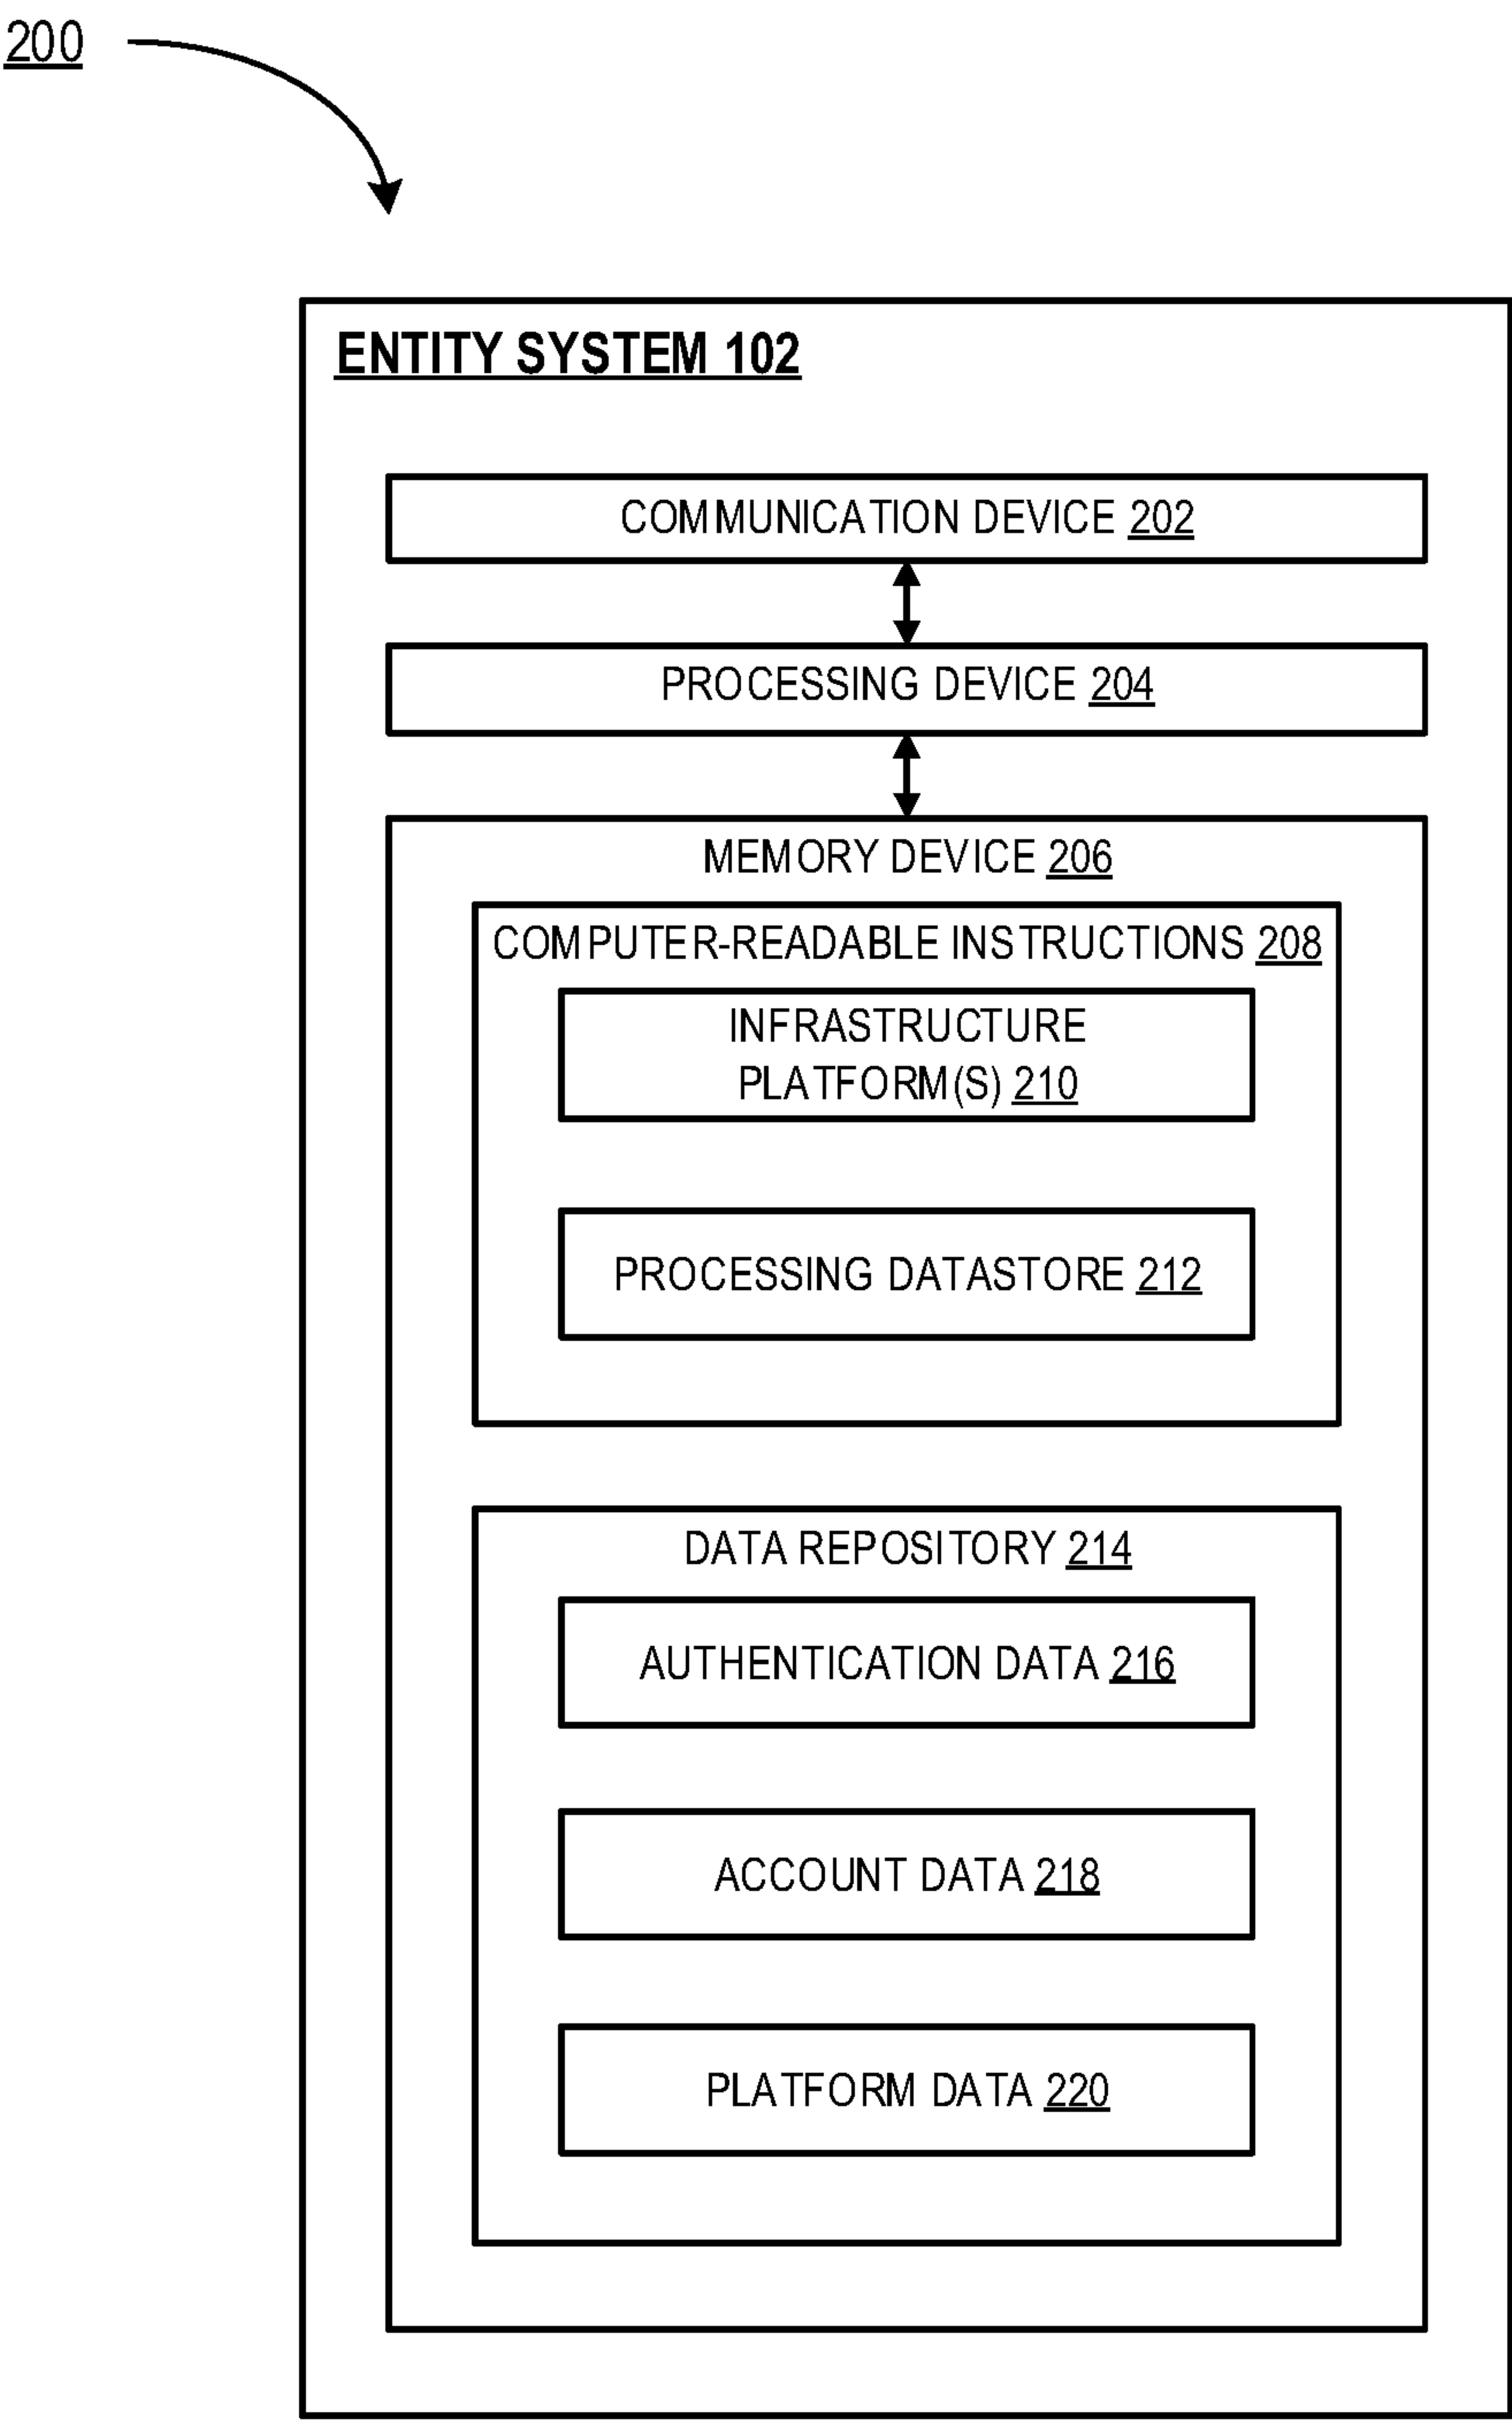 200
ENTITY SYSTEM 102
COMMUNICATION DEVICE 202
PROCESSING DEVICE 204
MEMORY DEVICE 206
COMPUTER-READABLE INSTRUCTIONS 208
INFRASTRUCTURE
PLATFORM(S) 210
PROCESSING DATASTORE 212
DATA REPOSITORY 214
AUTHENTICATION DATA 216
ACCOUNT DATA 218
PLATFORM DATA 220